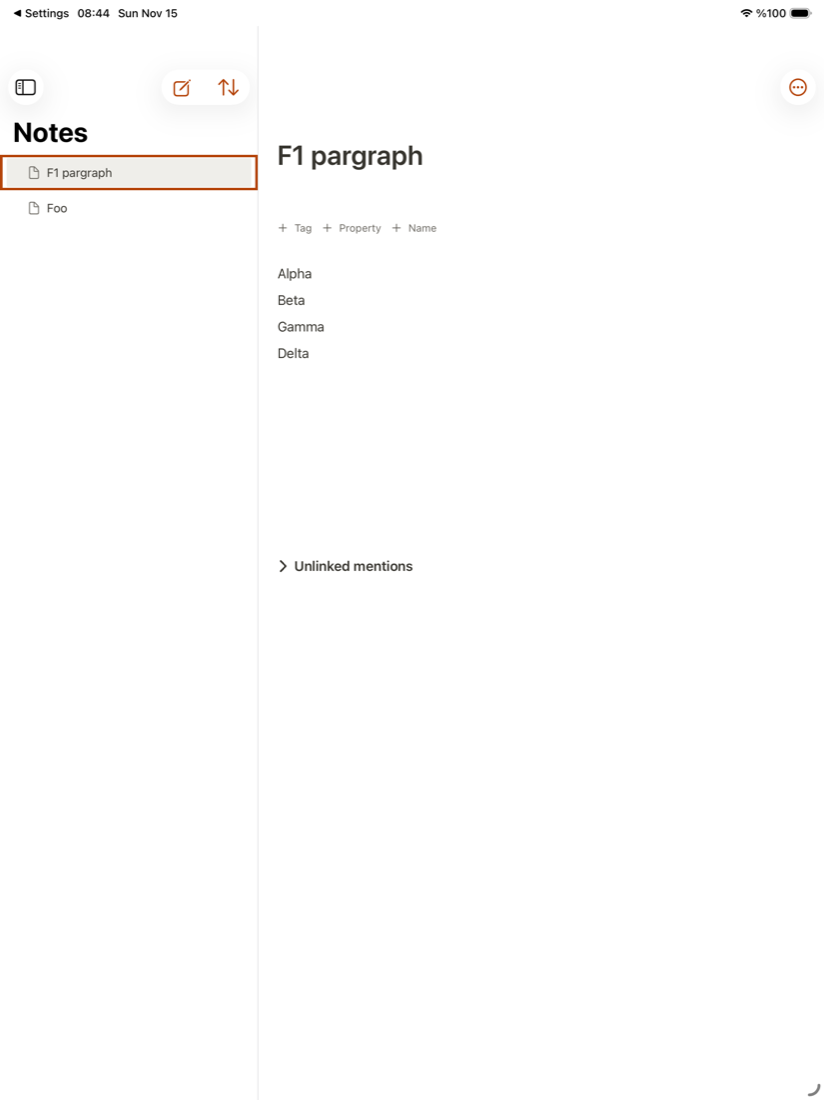 ◀ Settings 08:44 Sun Nov 15
%100
Notes
F1 pargraph
Foo
F1 pargraph
+ Tag + Property + Name
Alpha
Beta
Gamma
Delta
Unlinked mentions